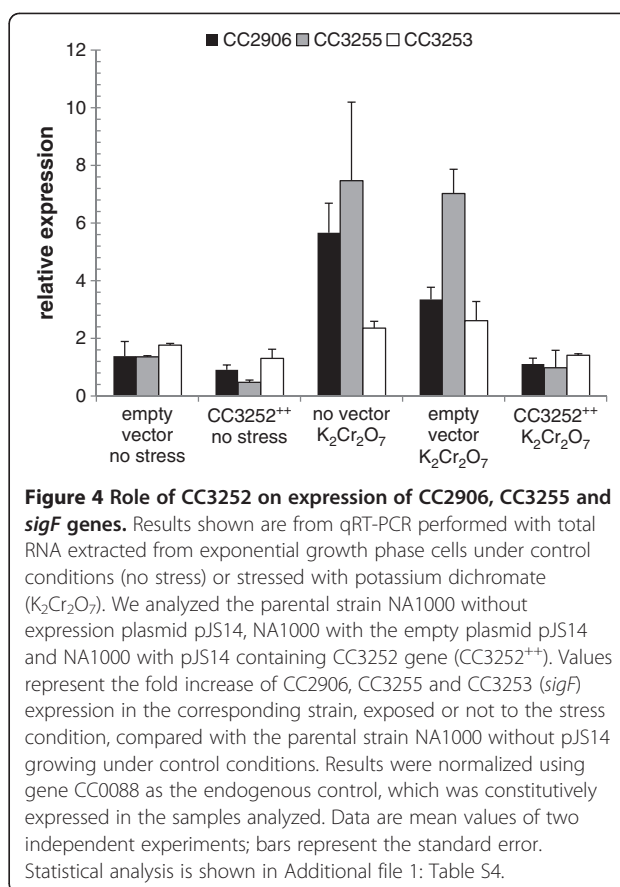 ■CC2906 ■CC3255 □CC3253
12
10
8
6
4
2
0
relative expression
empty vector no stress
CC3252++ no stress
no vector K2Cr2O7
empty vector K2Cr2O7
CC3252++ K2Cr2O7
Figure 4 Role of CC3252 on expression of CC2906, CC3255 and
sigF genes. Results shown are from qRT-PCR performed with total
RNA extracted from exponential growth phase cells under control
conditions (no stress) or stressed with potassium dichromate
(K2Cr2O7). We analyzed the parental strain NA1000 without
expression plasmid pJS14, NA1000 with the empty plasmid pJS14
and NA1000 with pJS14 containing CC3252 gene (CC3252++). Values
represent the fold increase of CC2906, CC3255 and CC3253 (sigF)
expression in the corresponding strain, exposed or not to the stress
condition, compared with the parental strain NA1000 without pJS14
growing under control conditions. Results were normalized using
gene CC0088 as the endogenous control, which was constitutively
expressed in the samples analyzed. Data are mean values of two
independent experiments; bars represent the standard error.
Statistical analysis is shown in Additional file 1: Table S4.